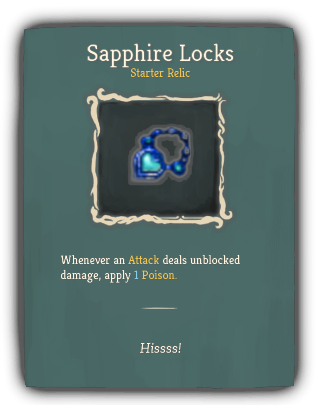 Sapphire Locks
Starter Relic
Whenever an Attack deals unblocked
damage, apply 1 Poison.
Hissss!